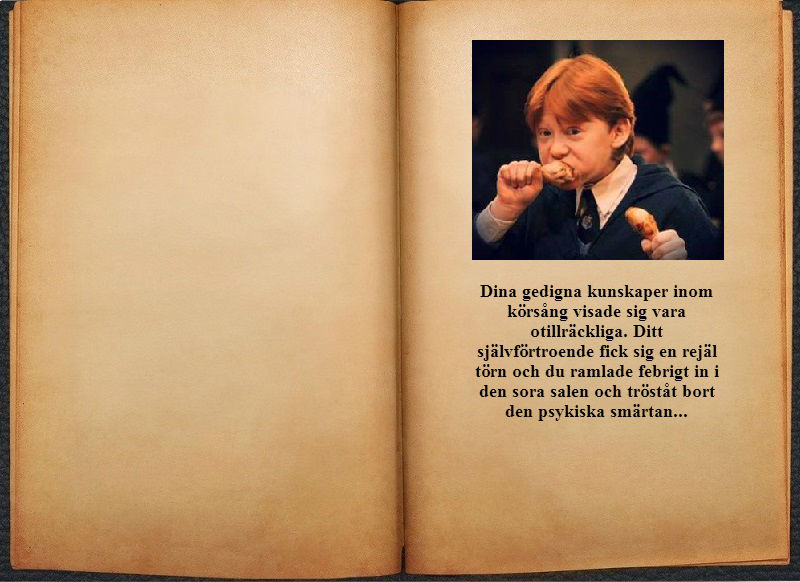 Dina gedigna kunskaper inom
körsång visade sig vara
otillräckliga. Ditt
självförtroende fick sig en rejäl
törn och du ramlade febrigt in i
den sora salen och tröståt bort
den psykiska smärtan...